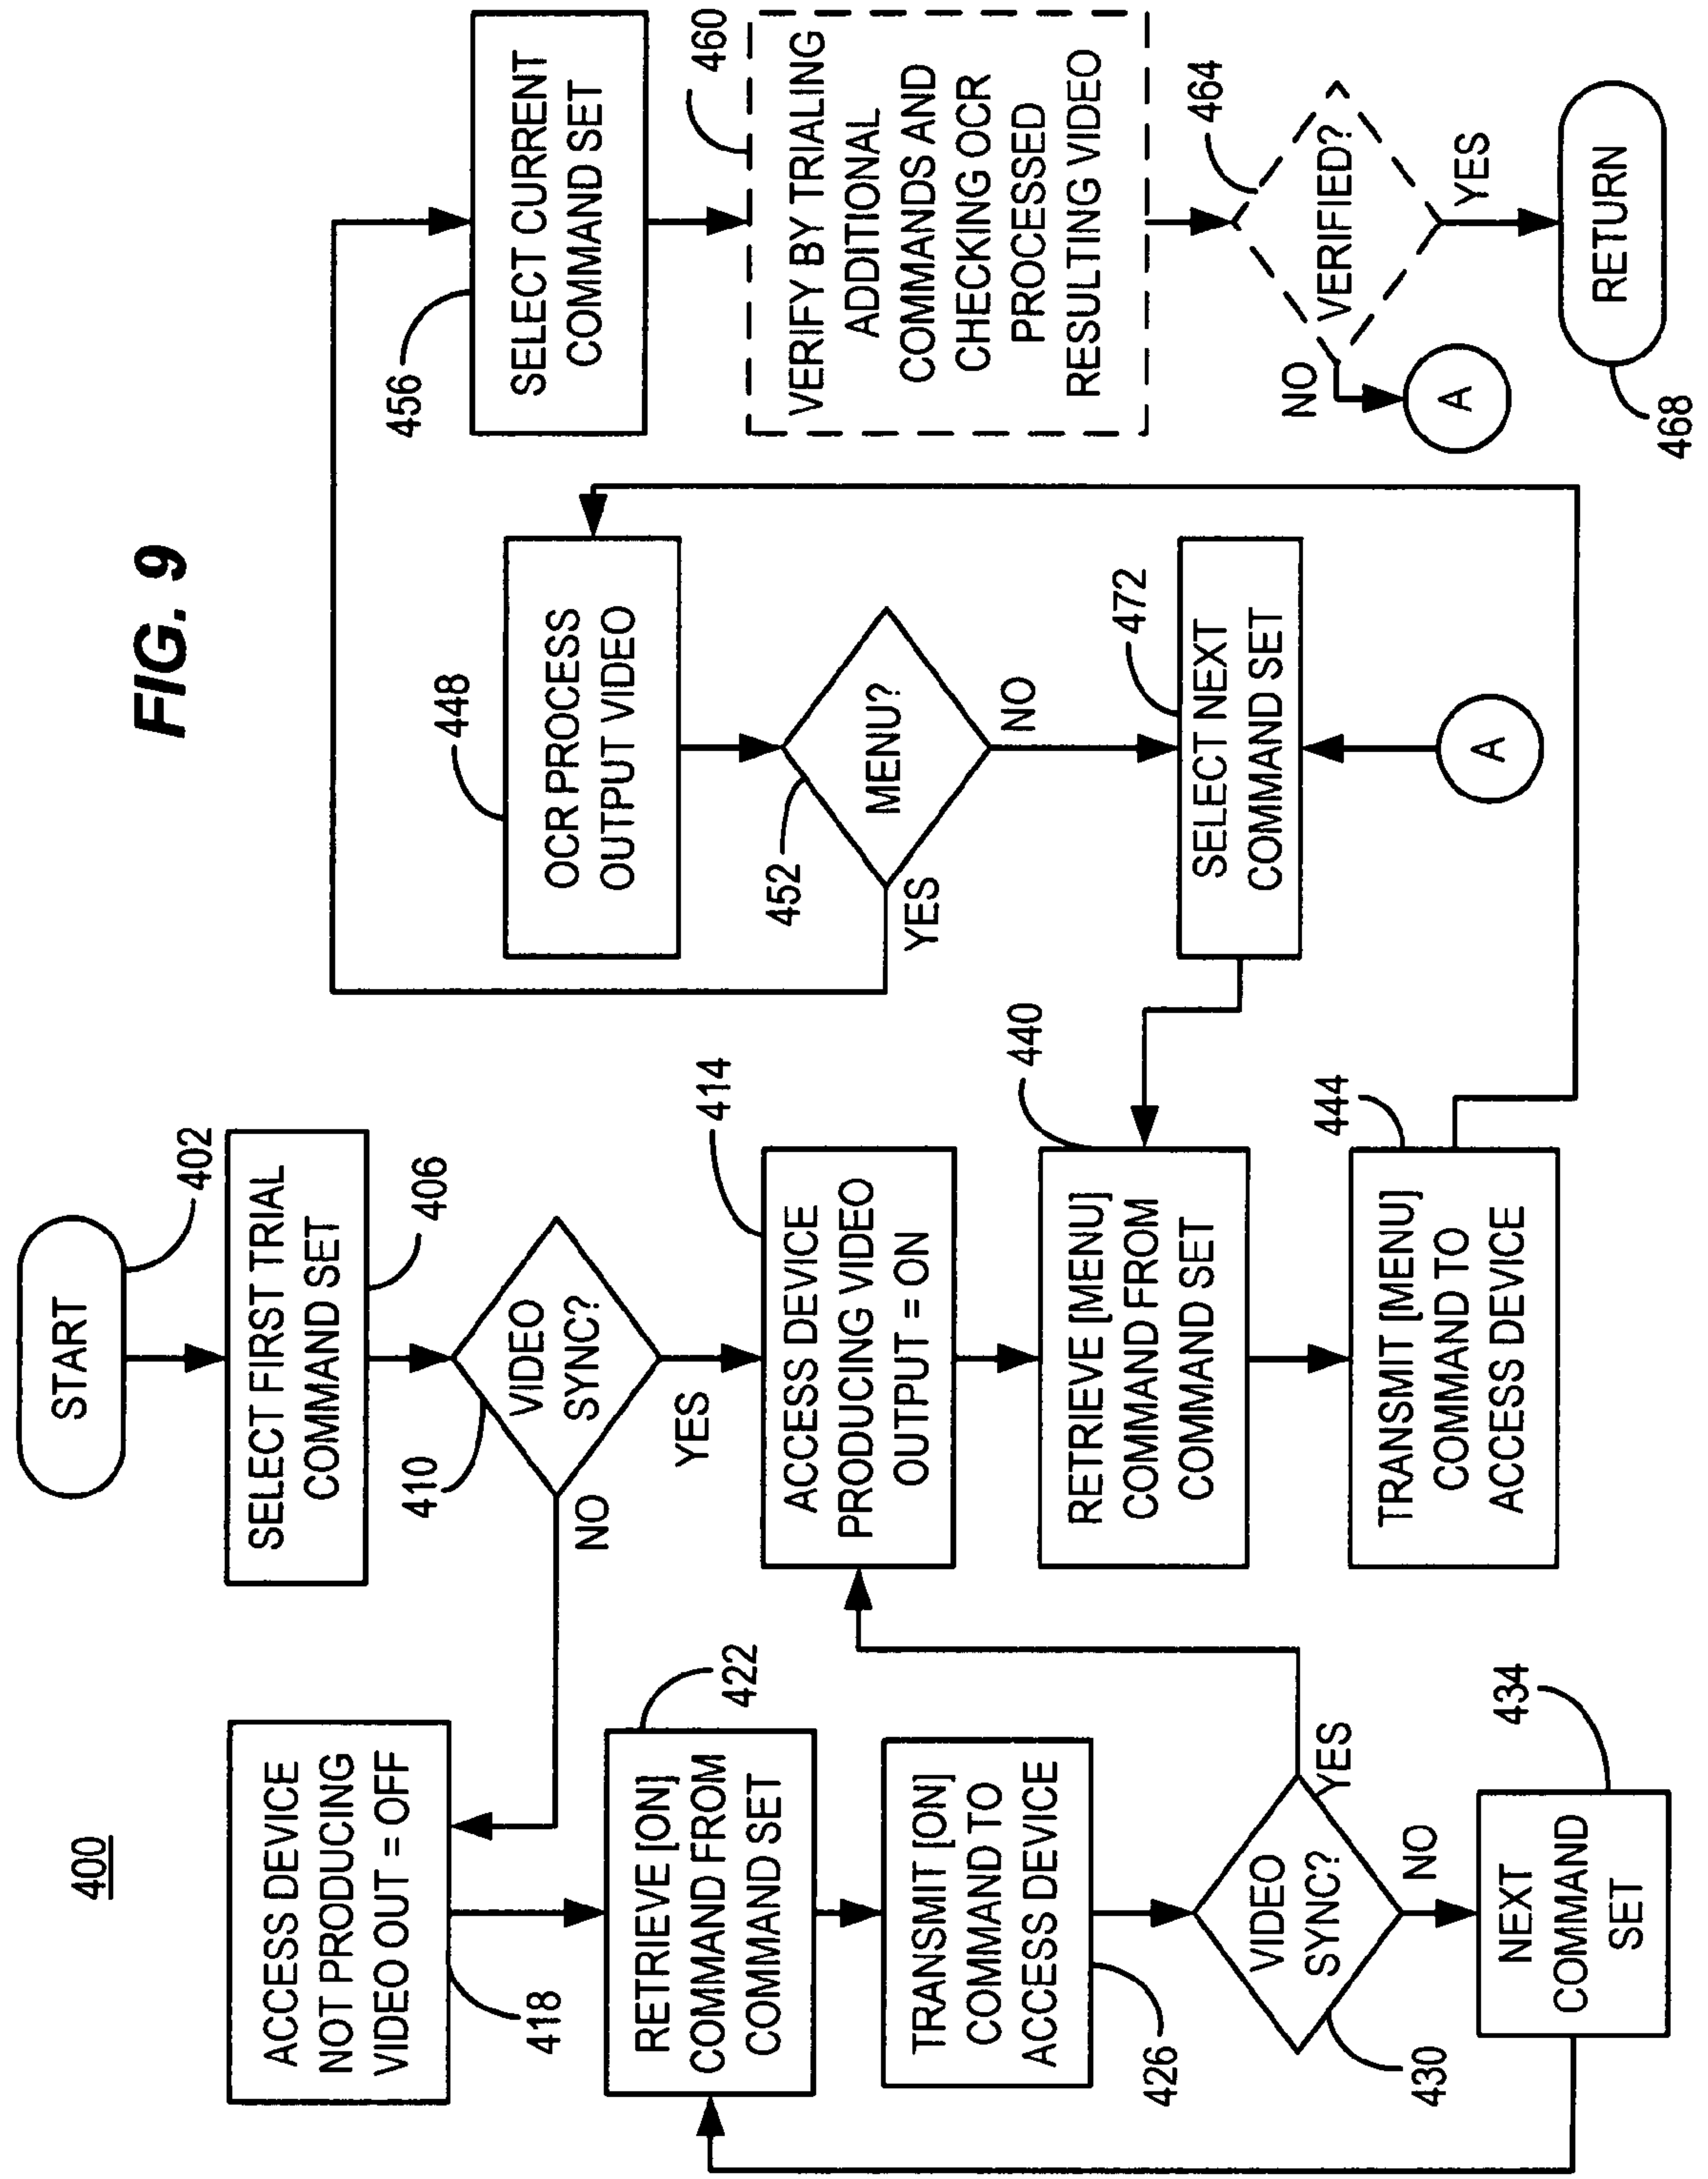 FIG. 9
400
START
402
SELECT FIRST TRIAL
COMMAND SET
406
VIDEO
SYNC?
410
NO
YES
ACCESS DEVICE
NOT PRODUCING
VIDEO OUT = OFF
418
RETRIEVE [ON]
COMMAND FROM
COMMAND SET
422
TRANSMIT [ON]
COMMAND TO
ACCESS DEVICE
426
VIDEO
SYNC?
430
YES
NO
NEXT
COMMAND
SET
434
ACCESS DEVICE
PRODUCING VIDEO
OUTPUT = ON
414
RETRIEVE [MENU]
COMMAND FROM
COMMAND SET
440
TRANSMIT [MENU]
COMMAND TO
ACCESS DEVICE
444
OCR PROCESS
OUTPUT VIDEO
448
MENU?
452
YES
NO
SELECT NEXT
COMMAND SET
472
A
SELECT CURRENT
COMMAND SET
456
VERIFY BY TRIALING
ADDITIONAL
COMMANDS AND
CHECKING OCR
PROCESSED
RESULTING VIDEO
460
VERIFIED?
464
NO
A
YES
RETURN
468